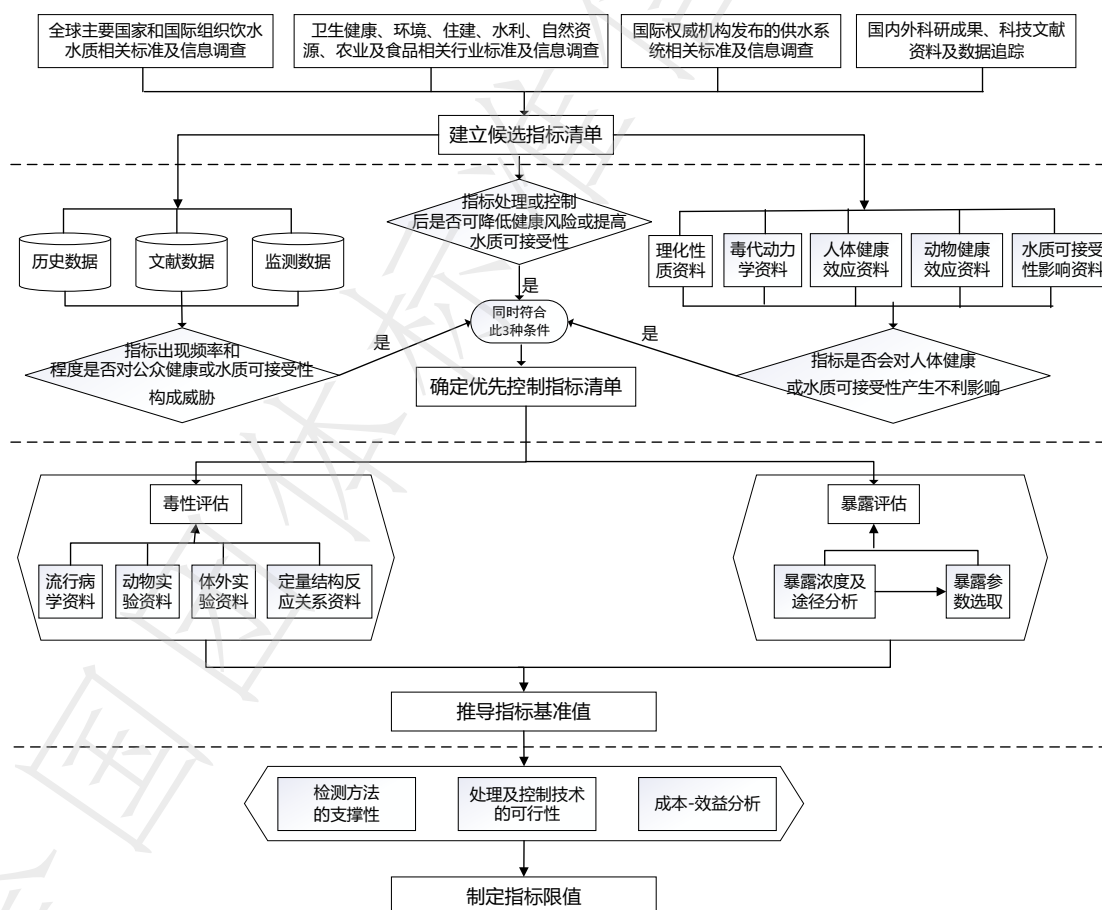 全球主要国家和国际组织饮水
水质相关标准及信息调查
卫生健康、环境、住建、水利、自然资
源、农业及食品相关行业标准及信息调查
国际权威机构发布的供水系
统相关标准及信息调查
国内外科研成果、科技文献
资料及数据追踪
建立候选指标清单
指标处理或控制
后是否可降低健康风险或提高
水质可接受性
历史数据
文献数据
监测数据
理化性
质资料
毒代动力
学资料
人体健康
效应资料
动物健康
效应资料
水质可接受
性影响资料
是
同时符合
此3种条件
是
是
指标出现频率和
程度是否对公众健康或水质可接受性
构成威胁
指标是否会对人体健康
或水质可接受性产生不利影响
确定优先控制指标清单
毒性评估
流行病
学资料
动物实
验资料
体外实
验资料
定量结构反
应关系资料
暴露评估
暴露浓度及
途径分析
暴露参
数选取
推导指标基准值
检测方法
的支撑性
处理及控制技术
的可行性
成本-效益分析
制定指标限值